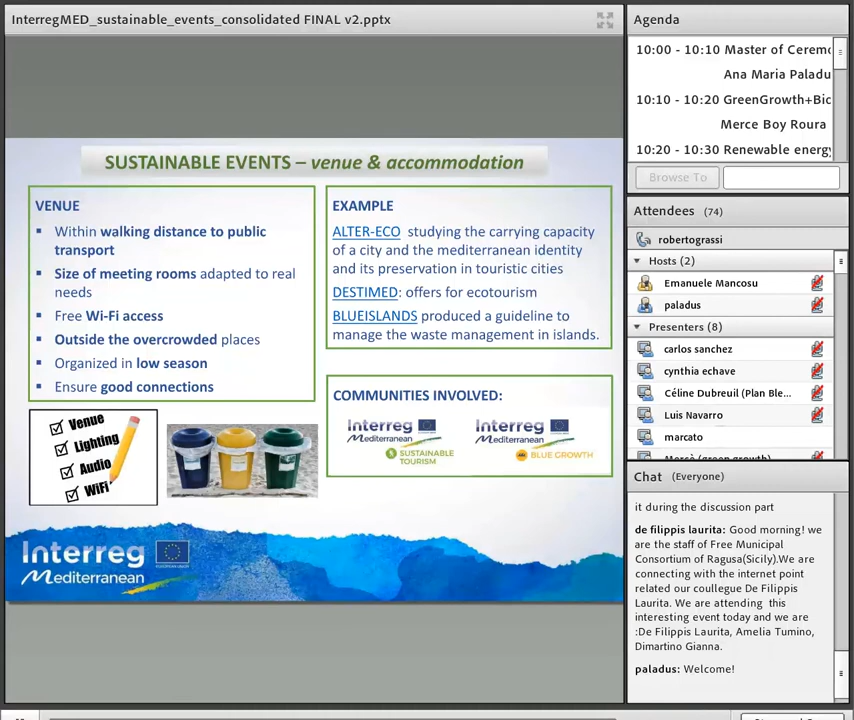 InterregMED_sustainable_events_consolidated FINAL v2.pptx
SUSTAINABLE EVENTS – venue & accommodation
VENUE
Within walking distance to public
transport
Size of meeting rooms adapted to real
needs
Free Wi-Fi access
Outside the overcrowded places
Organized in low season
Ensure good connections
EXAMPLE
ALTER-ECO studying the carrying capacity
of a city and the mediterranean identity
and its preservation in touristic cities
DESTIMED: offers for ecotourism
BLUEISLANDS produced a guideline to
manage the waste management in islands.
COMMUNITIES INVOLVED:
Interreg
Mediterranean
SUSTAINABLE
TOURISM
Interreg
Mediterranean
BLUE GROWTH
Venue
Lighting
Audio
WiFi
Interreg
Mediterranean
EUROPEAN UNION
Agenda
10:00 - 10:10 Master of Ceremo
Ana Maria Paladu
10:10 - 10:20 GreenGrowth+Bio
Merce Boy Roura
10:20 - 10:30 Renewable energy
Browse To
Attendees (74)
robertograssi
Hosts (2)
Emanuele Mancosu
paladus
Presenters (8)
carlos sanchez
cynthia echave
Céline Dubreuil (Plan Ble...
Luis Navarro
marcato
Mercè (green growth)
Chat (Everyone)
it during the discussion part
de filippis laurita: Good morning! we
are the staff of Free Municipal
Consortium of Ragusa(Sicily).We are
connecting with the internet point
related our coullegue De Filippis
Laurita. We are attending this
interesting event today and we are
:De Filippis Laurita, Amelia Tumino,
Dimartino Gianna.
paladus: Welcome!